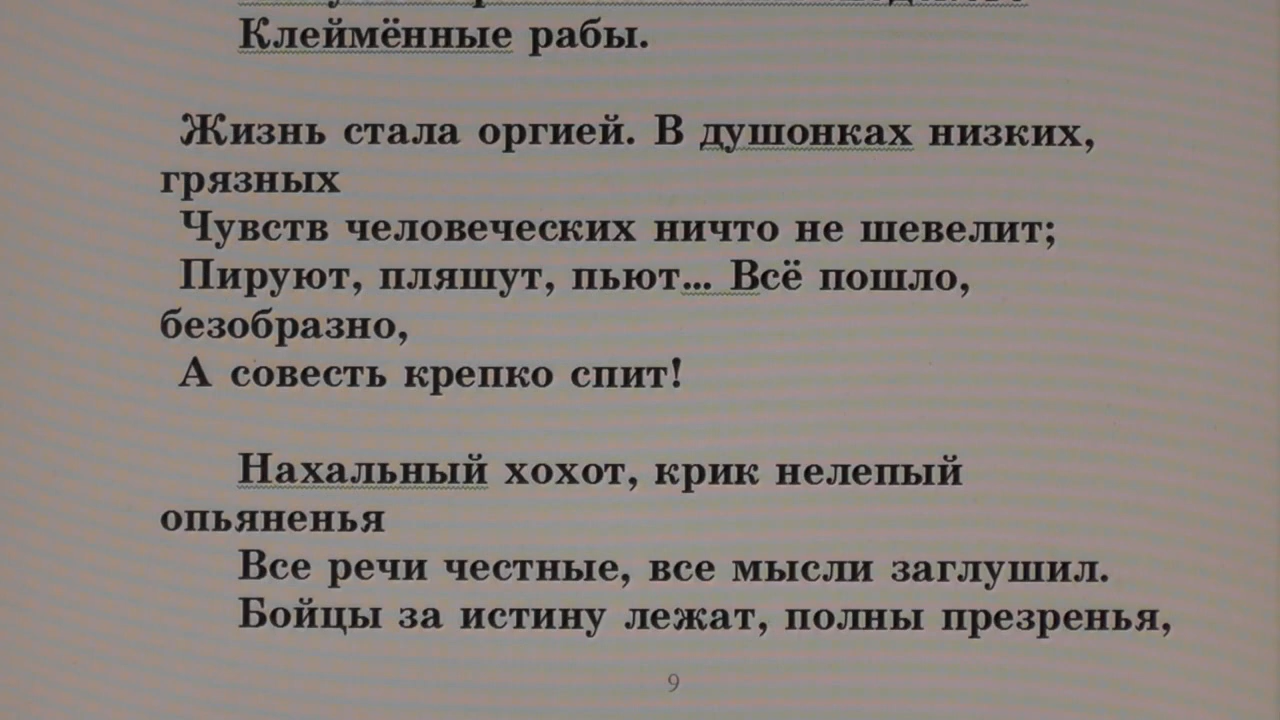 Клеймённые рабы.
Жизнь стала оргией. В душонках низких,
грязных
Чувств человеческих ничто не шевелит;
Пируют, пляшут, пьют... Всё пошло,
безобразно,
А совесть крепко спит!
Нахальный хохот, крик нелепый
опьяненья
Все речи честные, все мысли заглушил.
Бойцы за истину лежат, полны презренья,
9